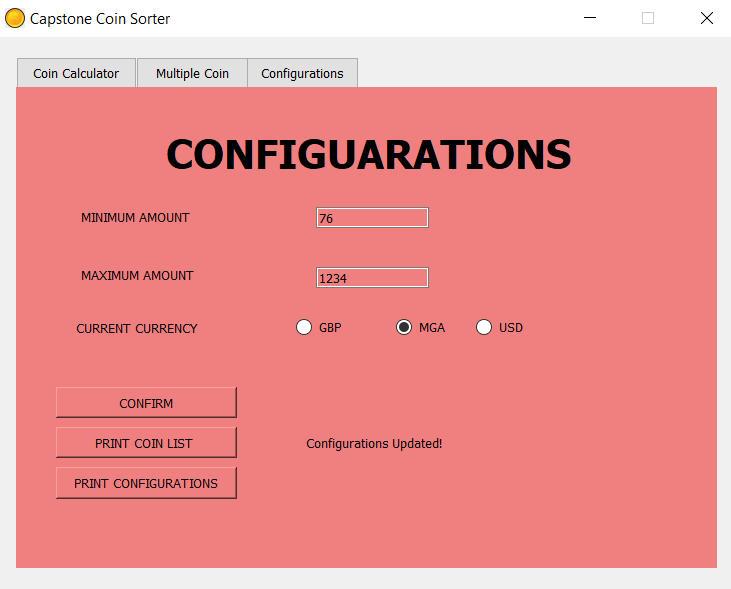 Capstone Coin Sorter
Coin Calculator Multiple Coin Configurations
CONFIGUARATIONS
MINIMUM AMOUNT 76
MAXIMUM AMOUNT 1234
CURRENT CURRENCY GBP MGA USD
CONFIRM
PRINT COIN LIST Configurations Updated!
PRINT CONFIGURATIONS